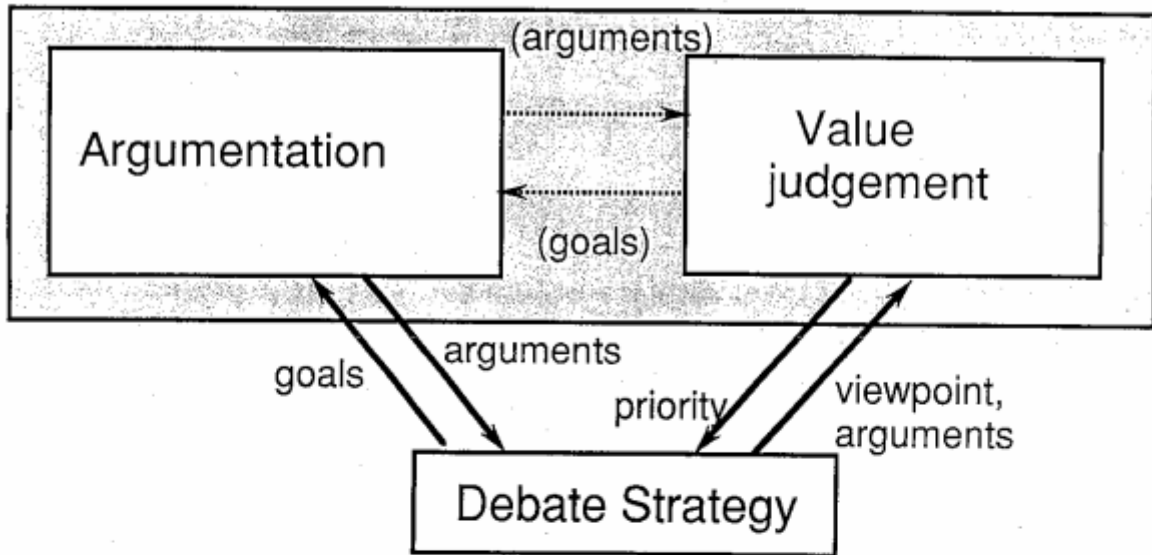 (arguments)
Argumentation
Value
judgement
(goals)
goals
arguments
priority
viewpoint,
arguments
Debate Strategy